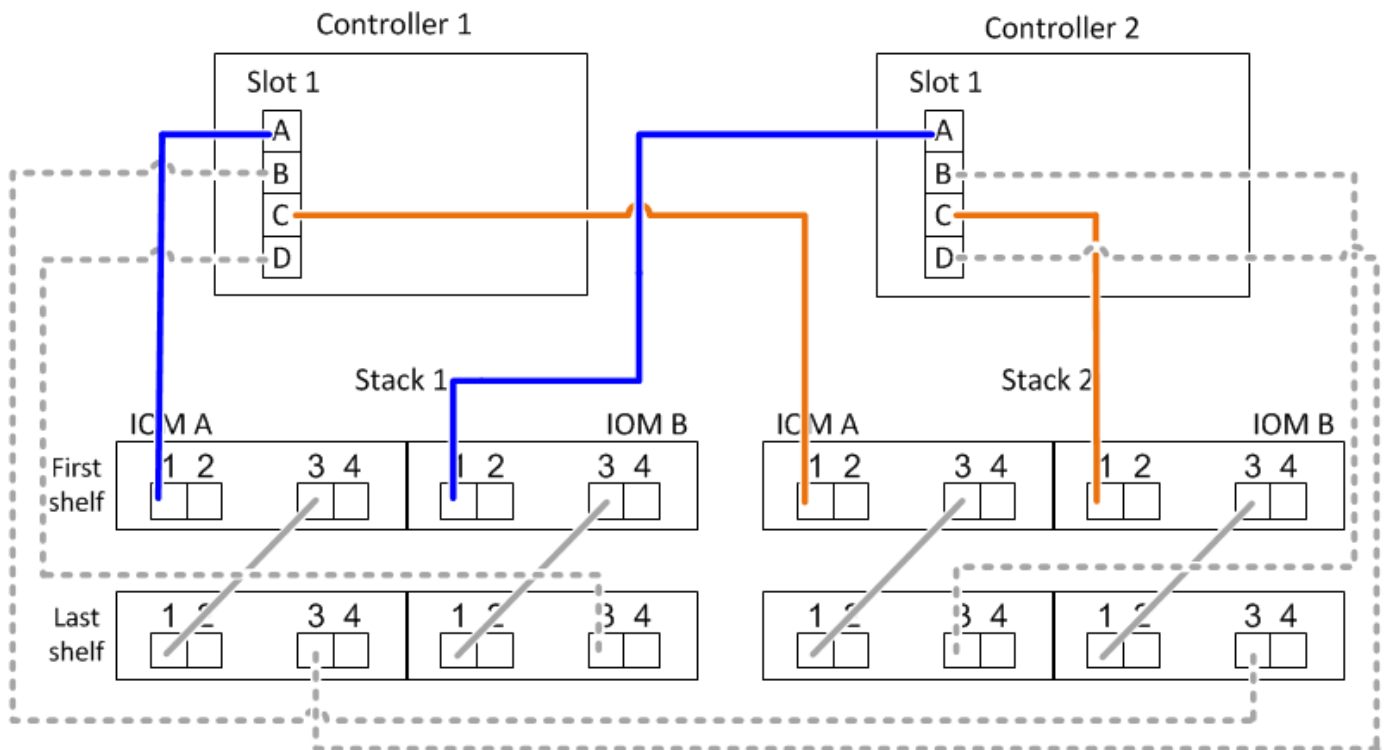 Controller 1
Controller 2
Slot 1
Slot 1
A
A
B
B
C
C
D
D
Stack 1
Stack 2
IOM A
IOM B
IOM A
IOM B
First
shelf
1 2
3 4
1 2
3 4
1 2
3 4
1 2
3 4
Last
shelf
1 2
3 4
1 2
3 4
1 2
3 4
1 2
3 4